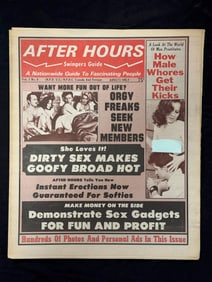 AFTER HOURS
Swingers Guide
A Nationwide Guide To Fascinating People
WANT MORE FUN OUT OF LIFE?
ORGY
FREAKS
SEEK
NEW
MEMBERS
A Look At The World
Of Men Prostitutes
How Male
Whores
Get
Their
Kicks
She Loves It!
DIRTY SEX MAKES
GOOFY BROAD HOT
AFTER HOURS Tells You How
Instant Erections Now
Guaranteed For Softies
MAKE MONEY ON THE SIDE
Demonstrate Sex Gadgets
FOR FUN AND PROFIT
Hundreds Of Photos And Personal Ads In This Issue